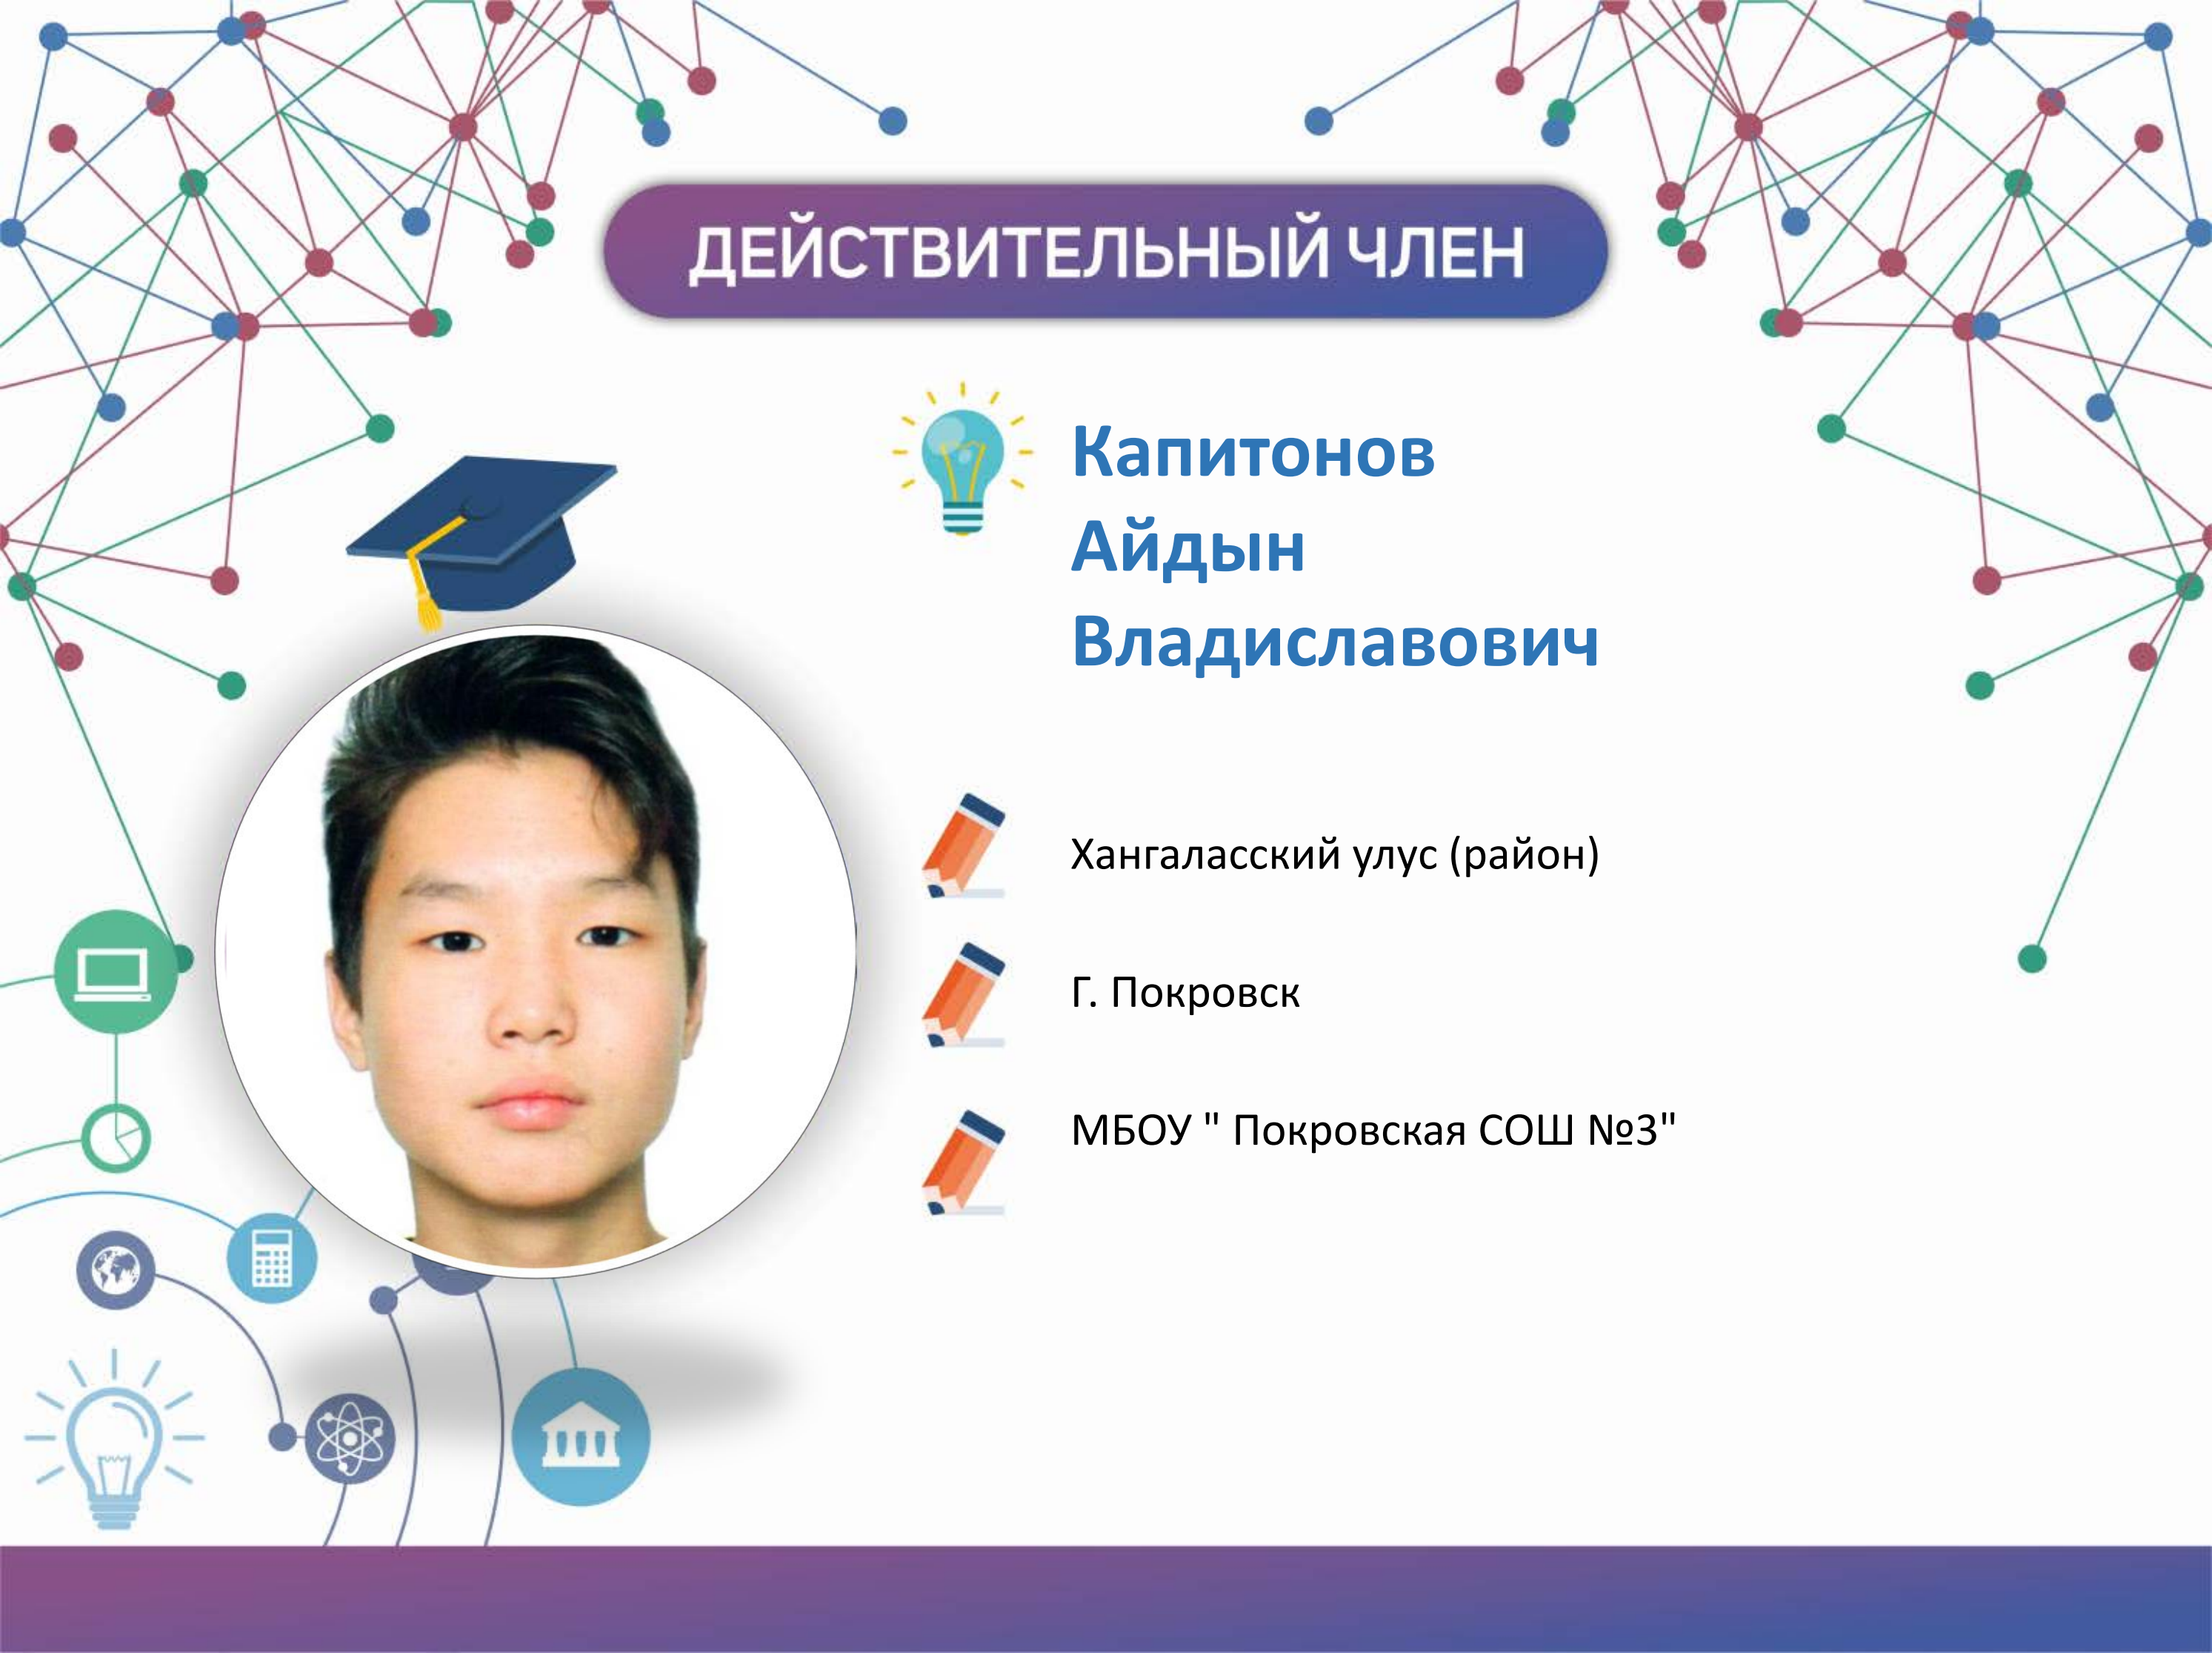 ДЕЙСТВИТЕЛЬНЫЙ ЧЛЕН
Капитонов
Айдын
Владиславович
Хангаласский улус (район)
Г. Покровск
МБОУ " Покровская СОШ №3"